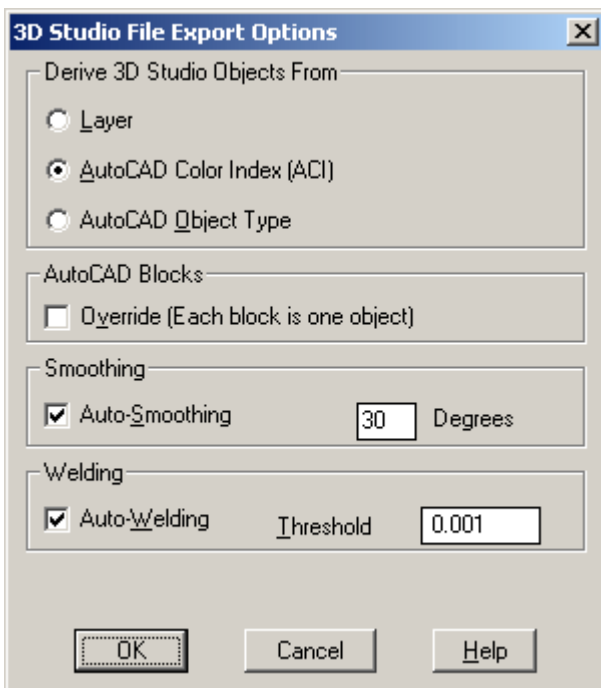 3D Studio File Export Options
Derive 3D Studio Objects From
Layer
AutoCAD Color Index (ACI)
AutoCAD Object Type
AutoCAD Blocks
Override (Each block is one object)
Smoothing
Auto-Smoothing 30 Degrees
Welding
Auto-Welding Threshold 0.001
OK Cancel Help